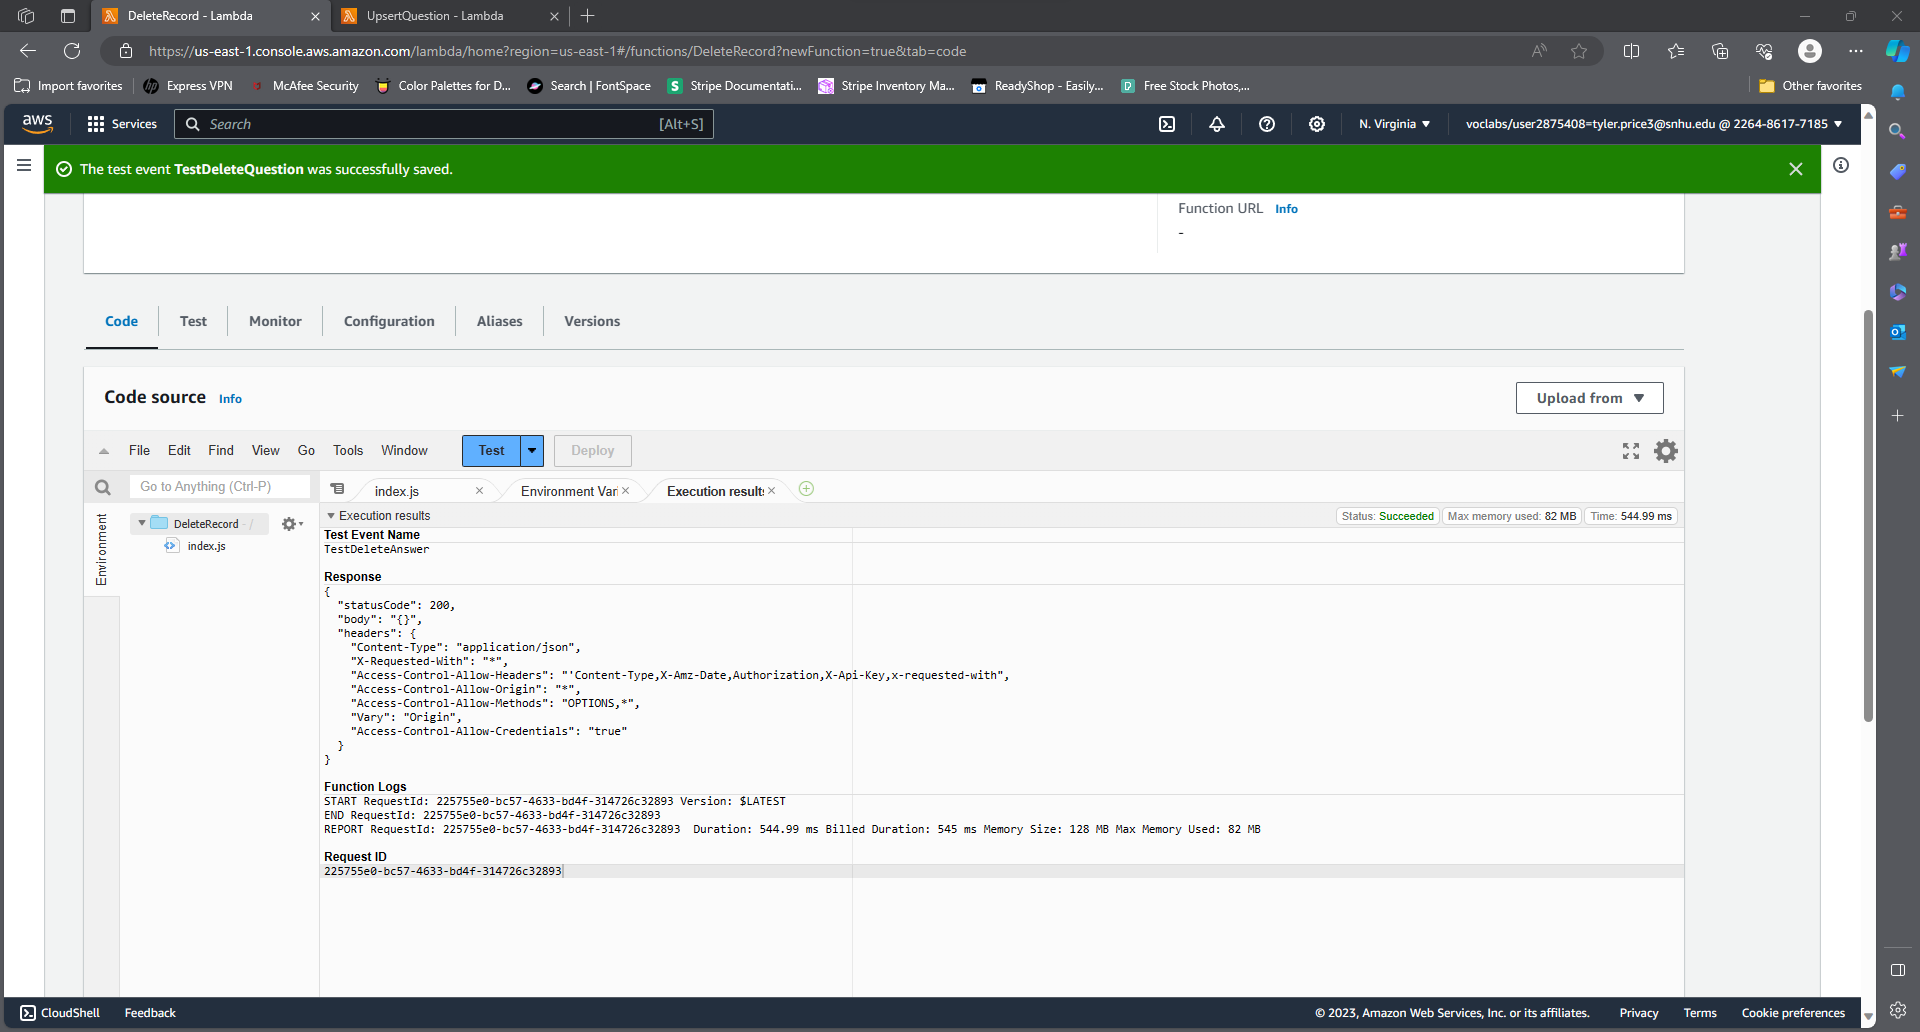 DeleteRecord - Lambda
UpsertQuestion - Lambda
https://us-east-1.console.aws.amazon.com/lambda/home?region=us-east-1#/functions/DeleteRecord?newFunction=true&tab=code
Import favorites
Express VPN
McAfee Security
Color Palettes for D...
Search | FontSpace
Stripe Documentati...
Stripe Inventory Ma...
ReadyShop - Easily...
Free Stock Photos,...
Other favorites
aws
Services
Search
[Alt+S]
N. Virginia
voclabs/user2875408=tyler.price3@snhu.edu @ 2264-8617-7185
The test event TestDeleteQuestion was successfully saved.
Function URL Info
-
Code
Test
Monitor
Configuration
Aliases
Versions
Code source Info
Upload from
File
Edit
Find
View
Go
Tools
Window
Test
Deploy
Go to Anything (Ctrl-P)
index.js
Environment Vari
Execution results
Environment
DeleteRecord - /
index.js
Execution results
Status: Succeeded
Max memory used: 82 MB
Time: 544.99 ms
Test Event Name
TestDeleteAnswer
Response
{
"statusCode": 200,
"body": "{}",
"headers": {
"Content-Type": "application/json",
"X-Requested-With": "*",
"Access-Control-Allow-Headers": "'Content-Type,X-Amz-Date,Authorization,X-Api-Key,x-requested-with",
"Access-Control-Allow-Origin": "*",
"Access-Control-Allow-Methods": "OPTIONS,*",
"Vary": "Origin",
"Access-Control-Allow-Credentials": "true"
}
}
Function Logs
START RequestId: 225755e0-bc57-4633-bd4f-314726c32893 Version: $LATEST
END RequestId: 225755e0-bc57-4633-bd4f-314726c32893
REPORT RequestId: 225755e0-bc57-4633-bd4f-314726c32893 Duration: 544.99 ms Billed Duration: 545 ms Memory Size: 128 MB Max Memory Used: 82 MB
Request ID
225755e0-bc57-4633-bd4f-314726c32893
CloudShell
Feedback
© 2023, Amazon Web Services, Inc. or its affiliates.
Privacy
Terms
Cookie preferences